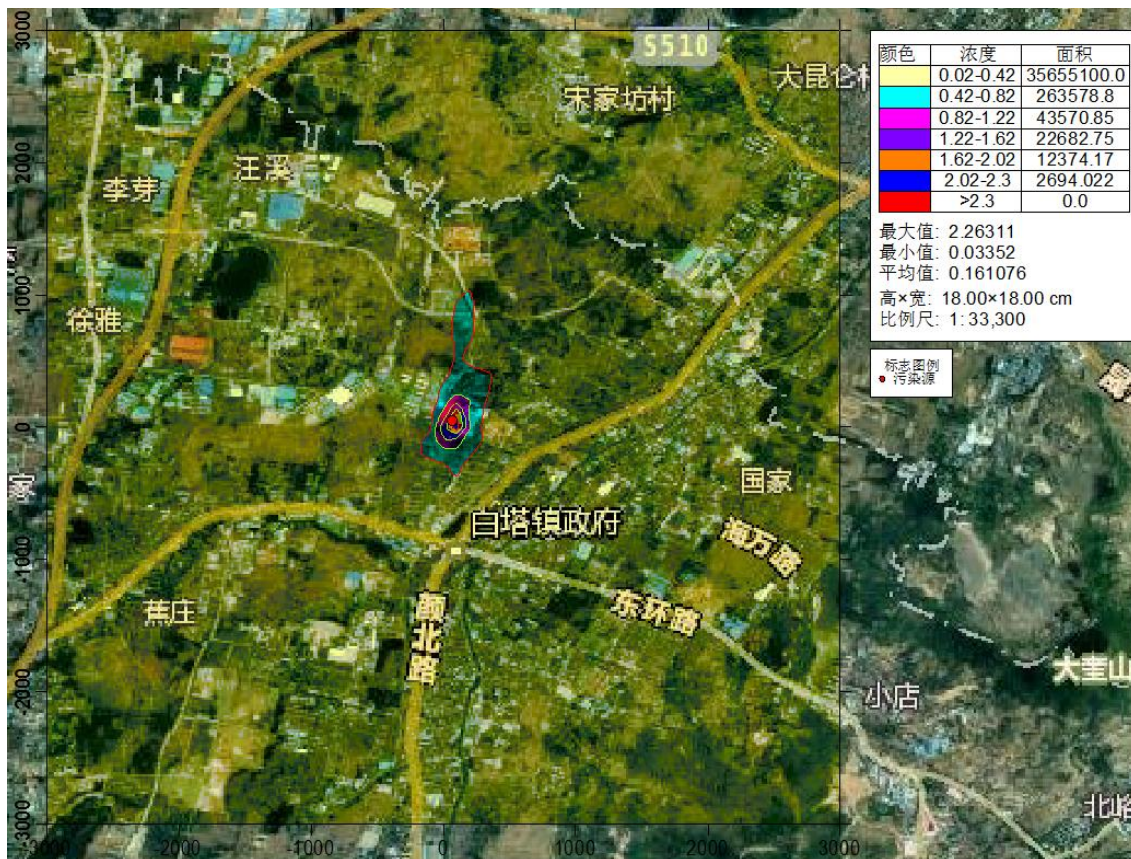 S510
大昆仑村
宋家坊村
汪溪
李芽
徐雅
国家
白塔镇政府
濁万路
东环路
颜北路
蕉庄
大奎山
小店
北峪
3000
2000
1000
0
-1000
-2000
-3000
-3000
-2000
-1000
0
1000
2000
3000
颜色 浓度 面积
0.02-0.42 35655100.0
0.42-0.82 263578.8
0.82-1.22 43570.85
1.22-1.62 22682.75
1.62-2.02 12374.17
2.02-2.3 2694.022
>2.3 0.0
最大值: 2.26311
最小值: 0.03352
平均值: 0.161076
高×宽: 18.00×18.00 cm
比例尺: 1:33,300
标志图例
污染源